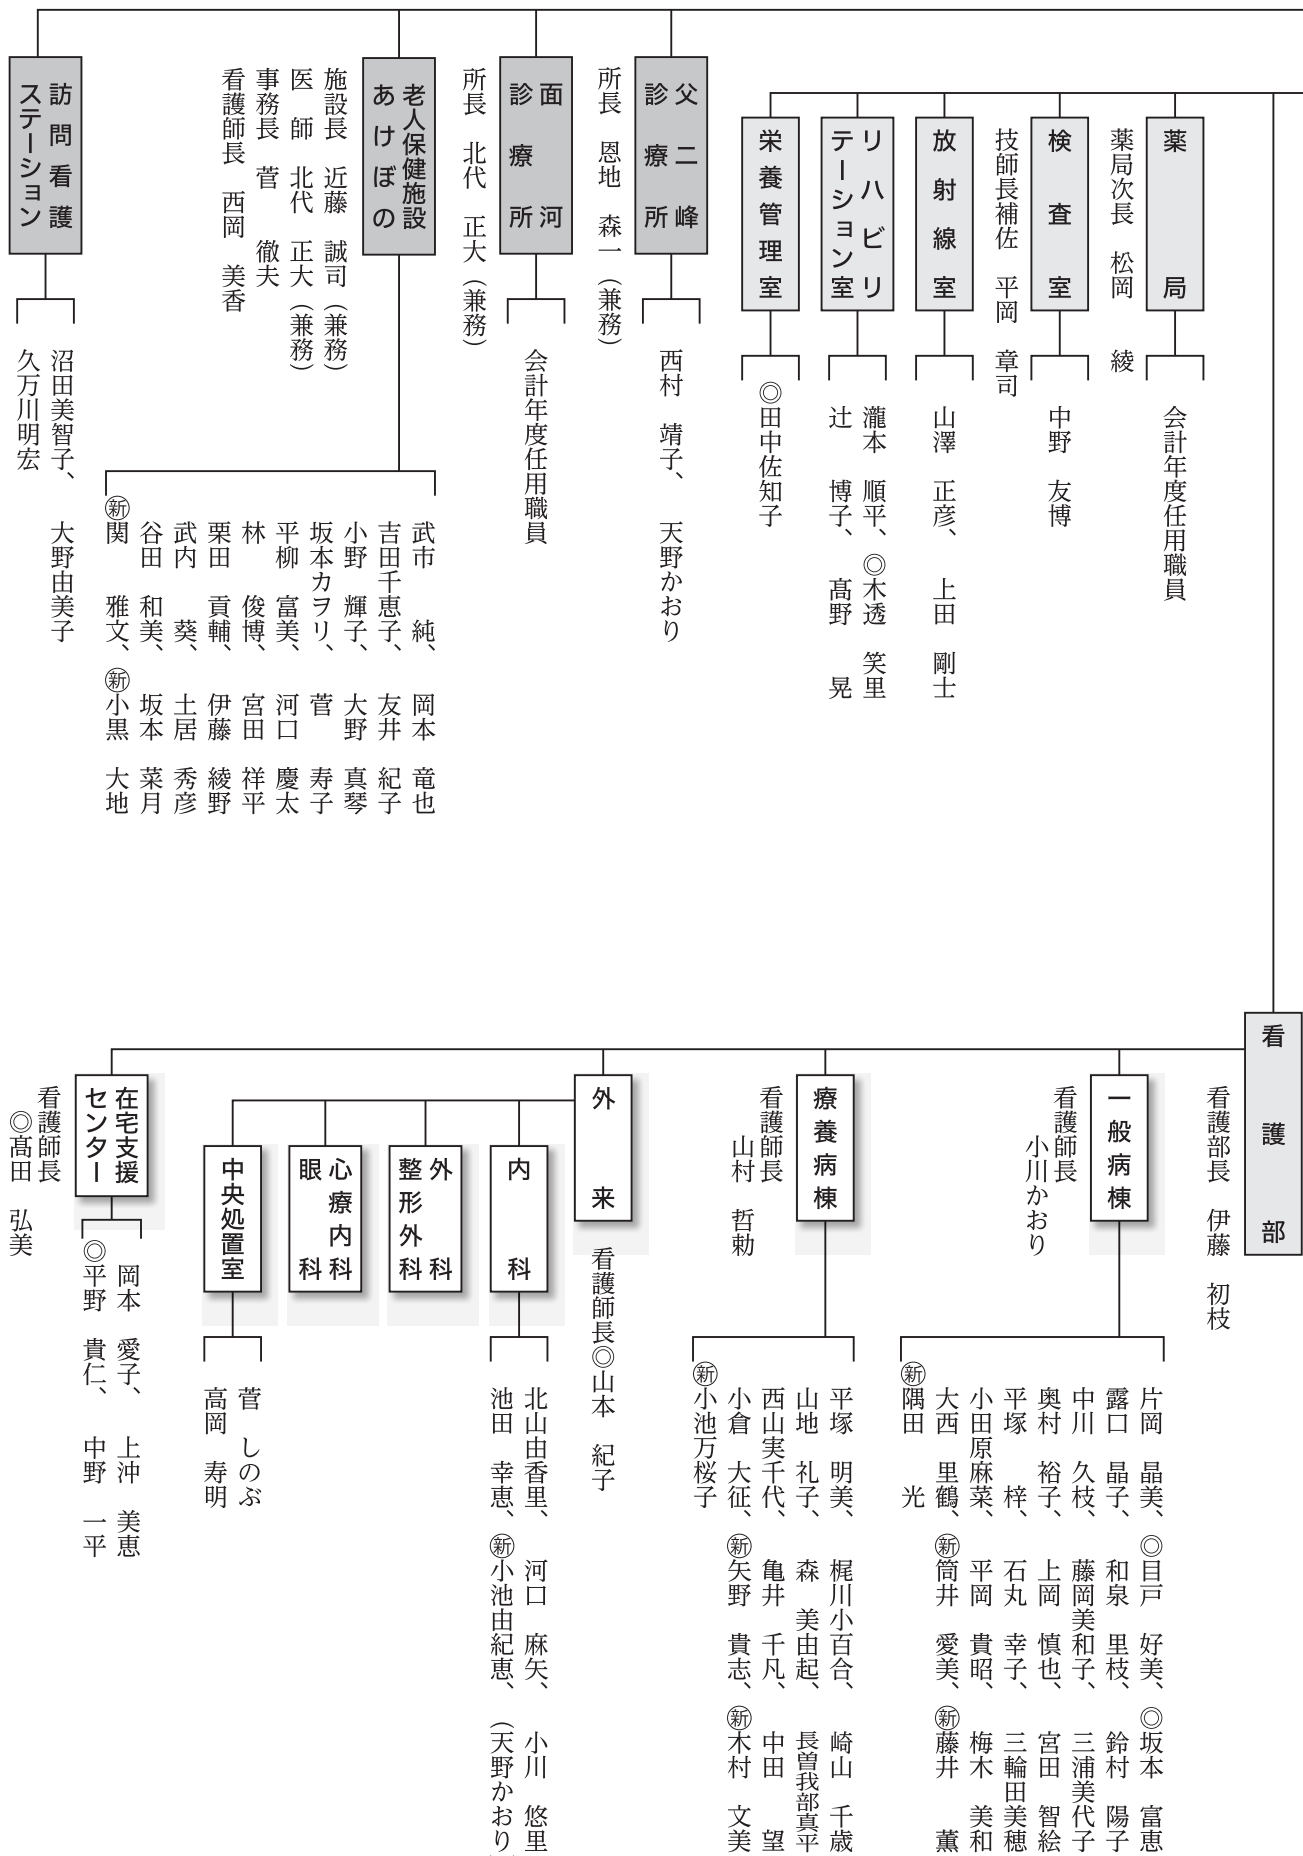 薬局
薬局次長　松岡　綾
会計年度任用職員
検査室
技師長補佐　平岡　章司
中野　友博
放射線室
山澤　正彦、　上田　剛士
リハビリ
テーション室
瀧本　順平、◎木透　笑里
辻　博子、　髙野　晃
栄養管理室
◎田中佐知子
父二峰
診療所
所長　恩地　森一（兼務）
西村　靖子、　天野かおり
面河
診療所
所長　北代　正大（兼務）
会計年度任用職員
老人保健施設
あけぼの
施設長　近藤　誠司（兼務）
医　師　北代　正大（兼務）
事務長　菅　徹夫
看護師長　西岡　美香
武市　純、　岡本　竜也
吉田千恵子、　友井　紀子
小野　輝子、　大野　真琴
坂本カヲリ、　菅　寿子
平柳　富美、　河口　慶太
林　俊博、　宮田　祥平
栗田　貢輔、　伊藤　綾野
武内　葵、　土居　秀彦
谷田　和美、　坂本　菜月
㊟関　雅文、㊟小黒　大地
訪問看護
ステーション
沼田美智子、　大野由美子
久万川明宏
看護部
看護部長　伊藤　初枝
一般病棟
看護師長
小川かおり
片岡　晶美、◎目戸　好美、◎坂本　富恵
露口　晶子、　和泉　里枝、　鈴村　陽子
中川　久枝、　藤岡美和子、　三浦美代子
奥村　裕子、　上岡　慎也、　宮田　智絵
平塚　梓、　石丸　幸子、　三輪田美穂
小田原麻菜、　平岡　貴昭、　梅木　美和
大西　里鶴、新筒井　愛美、新藤井　薫
新隅田　光
療養病棟
看護師長
山村　哲勅
平塚　明美、　梶川小百合、　崎山　千歳
山地　礼子、　森　美由起、　長曽我部真平
西山実千代、　亀井　千凡、　中田　望
小倉　大征、新矢野　貴志、新木村　文美
新小池万桜子
外来
看護師長◎山本　紀子
内科
北山由香里、　河口　麻矢、　小川　悠里
池田　幸恵、新小池由紀恵、（天野かおり
外科
整形外科
心療内科
眼科
中央処置室
菅　しのぶ
高岡　寿明
在宅支援
センター
看護師長
◎髙田　弘美
岡本　愛子、　上沖　美恵
◎平野　貴仁、　中野　一平